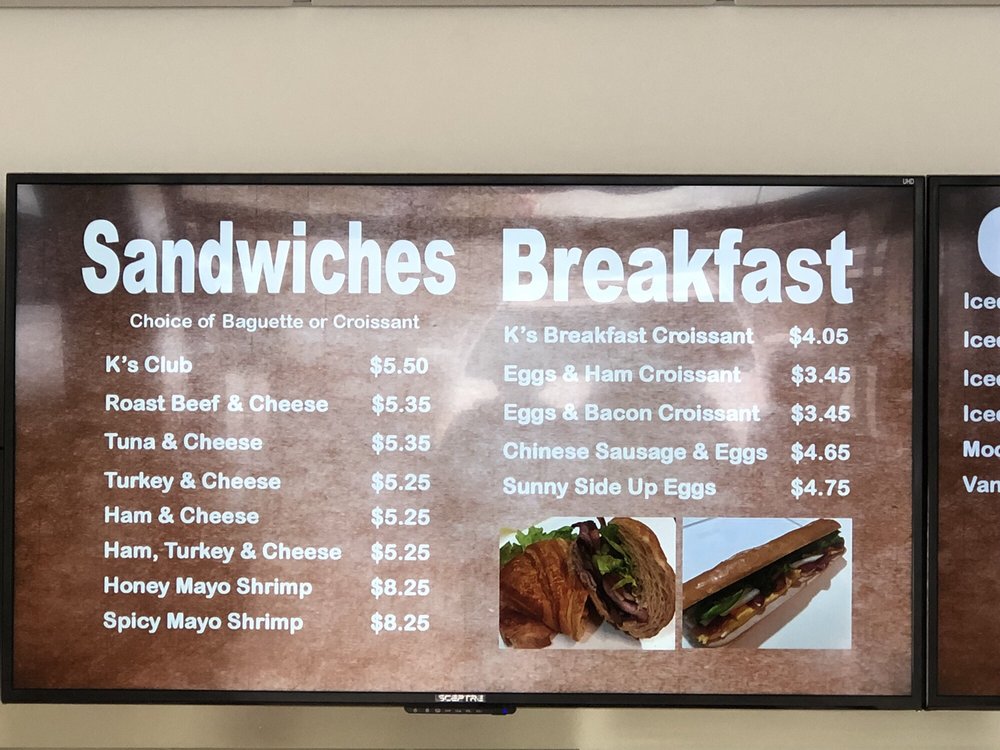 UHD
Sandwiches
Choice of Baguette or Croissant
K's Club $5.50
Roast Beef & Cheese $5.35
Tuna & Cheese $5.35
Turkey & Cheese $5.25
Ham & Cheese $5.25
Ham, Turkey & Cheese $5.25
Honey Mayo Shrimp $8.25
Spicy Mayo Shrimp $8.25
Breakfast
K's Breakfast Croissant $4.05
Eggs & Ham Croissant $3.45
Eggs & Bacon Croissant $3.45
Chinese Sausage & Eggs $4.65
Sunny Side Up Eggs $4.75
SCEPTRE